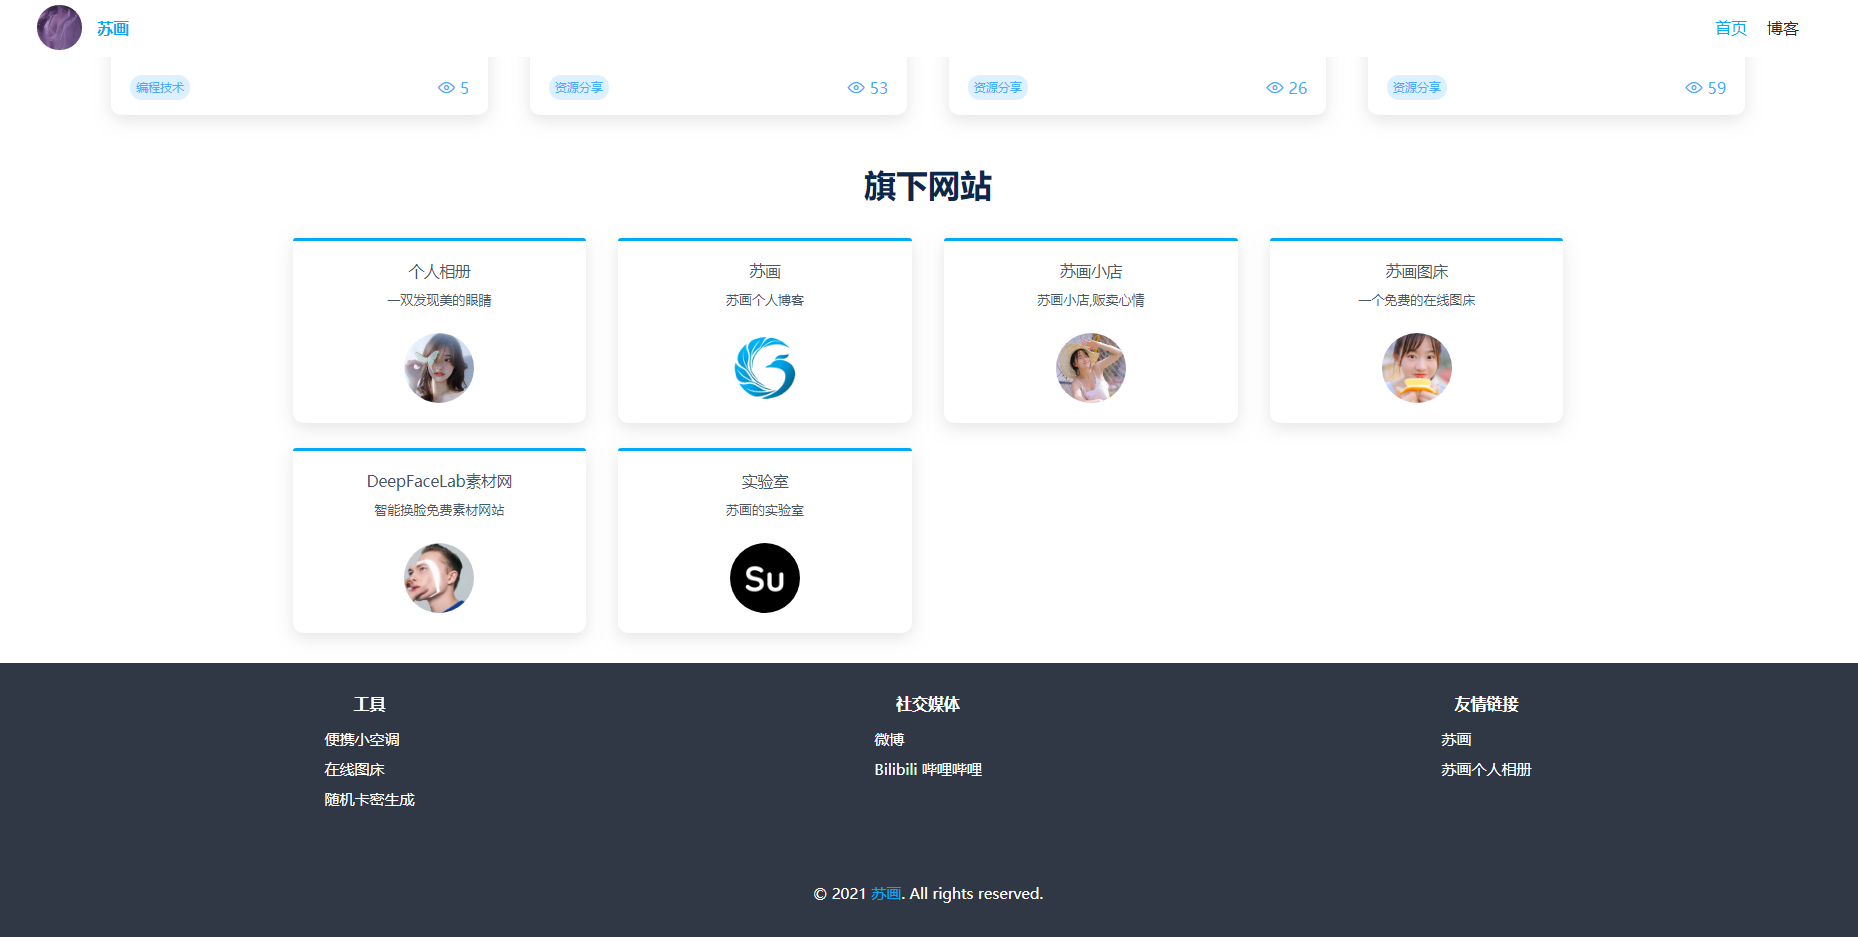 苏画
首页 博客
编程技术 5
资源分享 53
资源分享 26
资源分享 59
旗下网站
个人相册
一双发现美的眼睛
苏画
苏画个人博客
苏画小店
苏画小店,贩卖心情
苏画图床
一个免费的在线图床
DeepFaceLab素材网
智能换脸免费素材网站
实验室
苏画的实验室
Su
工具
便携小空调
在线图床
随机卡密生成
社交媒体
微博
Bilibili 哔哩哔哩
友情链接
苏画
苏画个人相册
© 2021 苏画. All rights reserved.